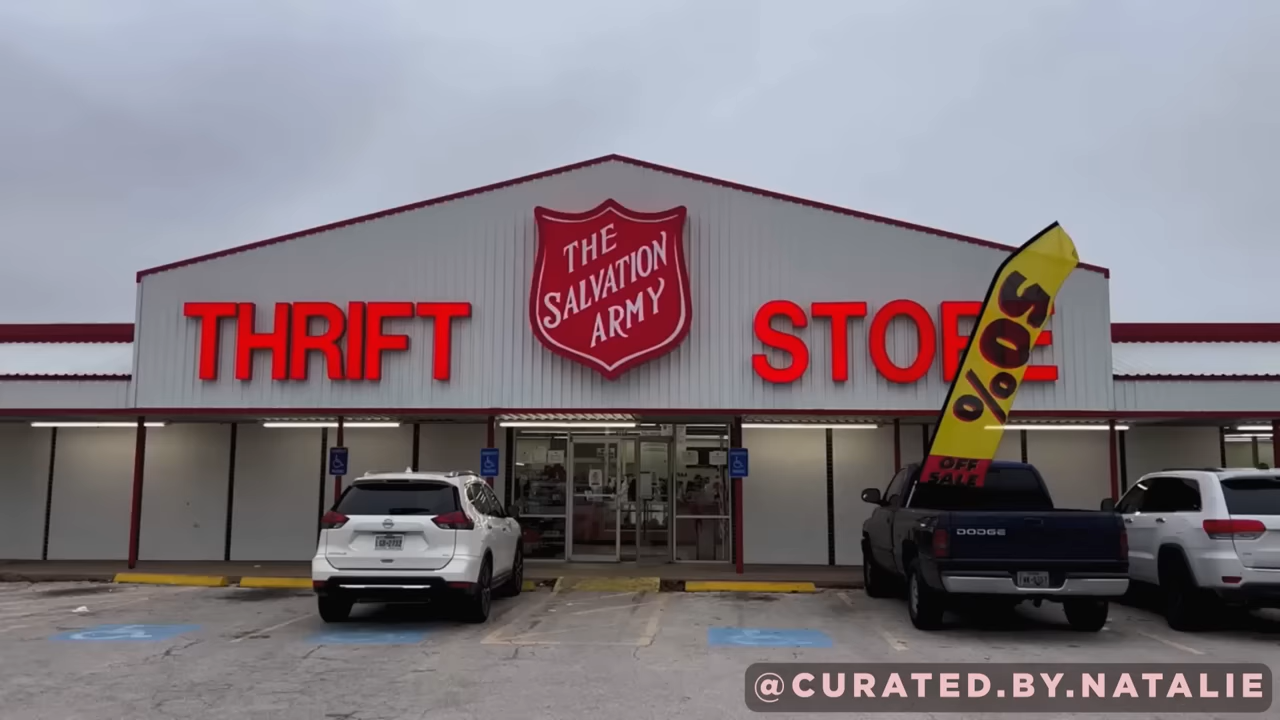 THE
SALVATION
ARMY
THRIFT STORE
50%
OFF
SALE
DODGE
@CURATED.BY.NATALIE